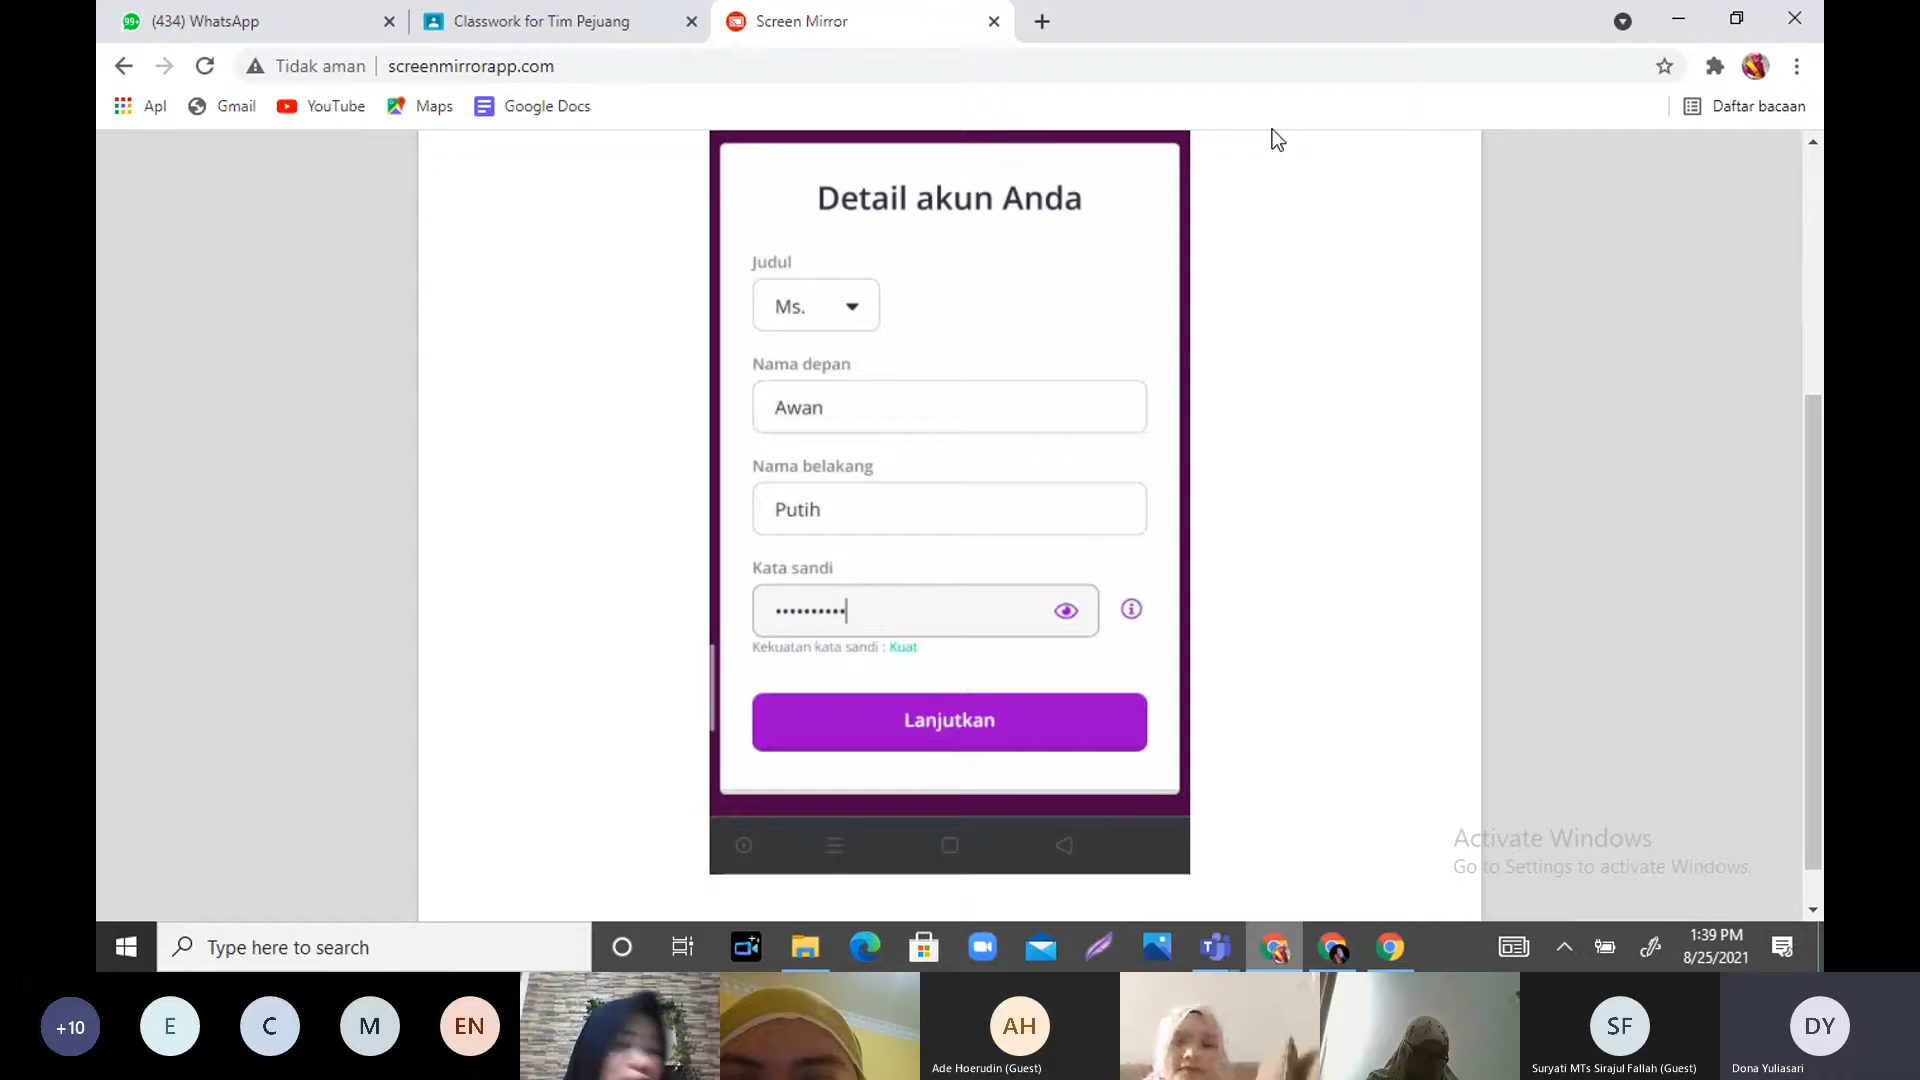 (434) WhatsApp
Classwork for Tim Pejuang
Screen Mirror
Tidak aman
screenmirrorapp.com
Apl
Gmail
YouTube
Maps
Google Docs
Daftar bacaan
Detail akun Anda
Judul
Ms.
Nama depan
Awan
Nama belakang
Putih
Kata sandi
••••••••••
Kekuatan kata sandi : Kuat
Lanjutkan
Activate Windows
Go to Settings to activate Windows.
Type here to search
1:39 PM
8/25/2021
+10
E
C
M
EN
AH
SF
DY
Ade Hoerudin (Guest)
Suryati MTs Sirajul Fallah (Guest)
Dona Yuliasari